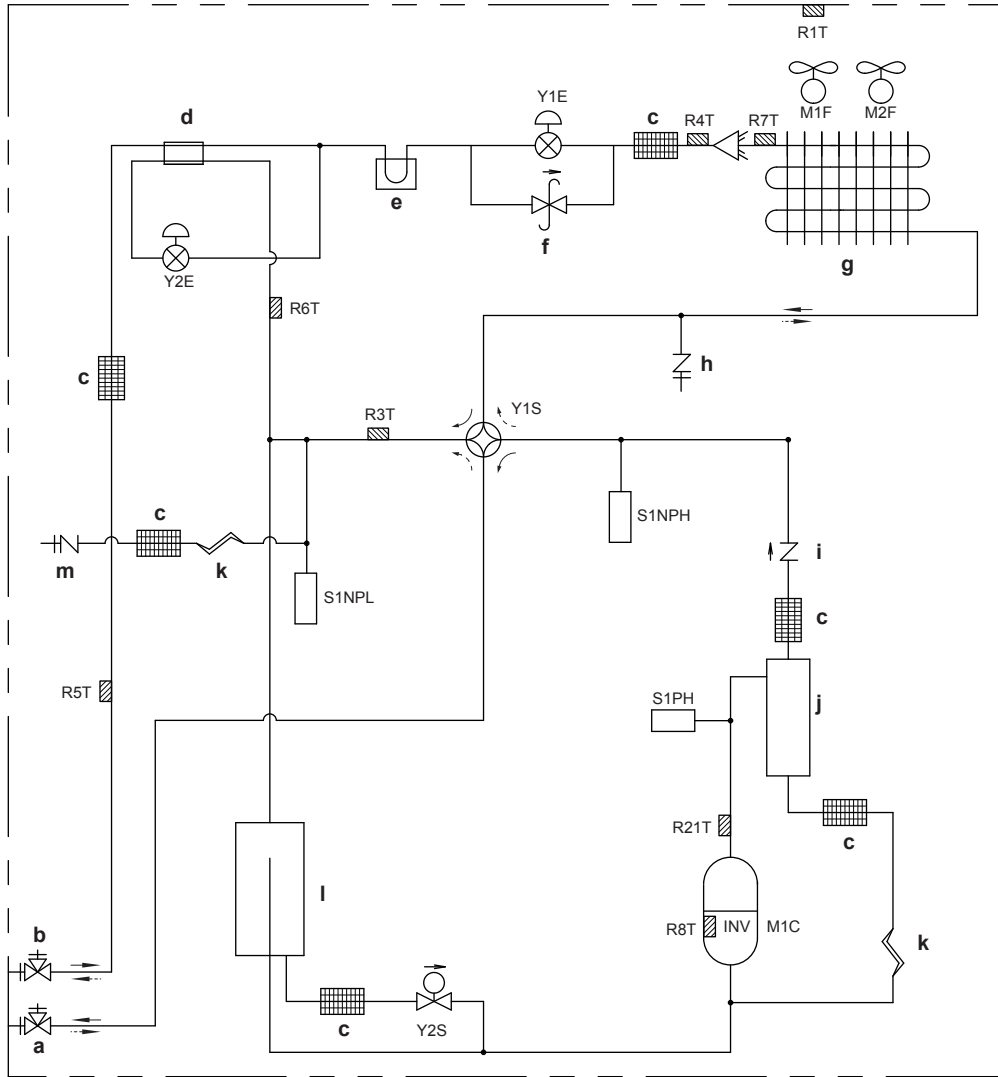 R1T
M1F M2F
Y1E
c
R4T
R7T
d
e
f
g
Y2E
R6T
h
c
R3T
Y1S
S1NPH
c
m
k
i
S1NPL
c
R5T
S1PH
j
R21T
c
l
R8T INV M1C
k
b
c
Y2S
a